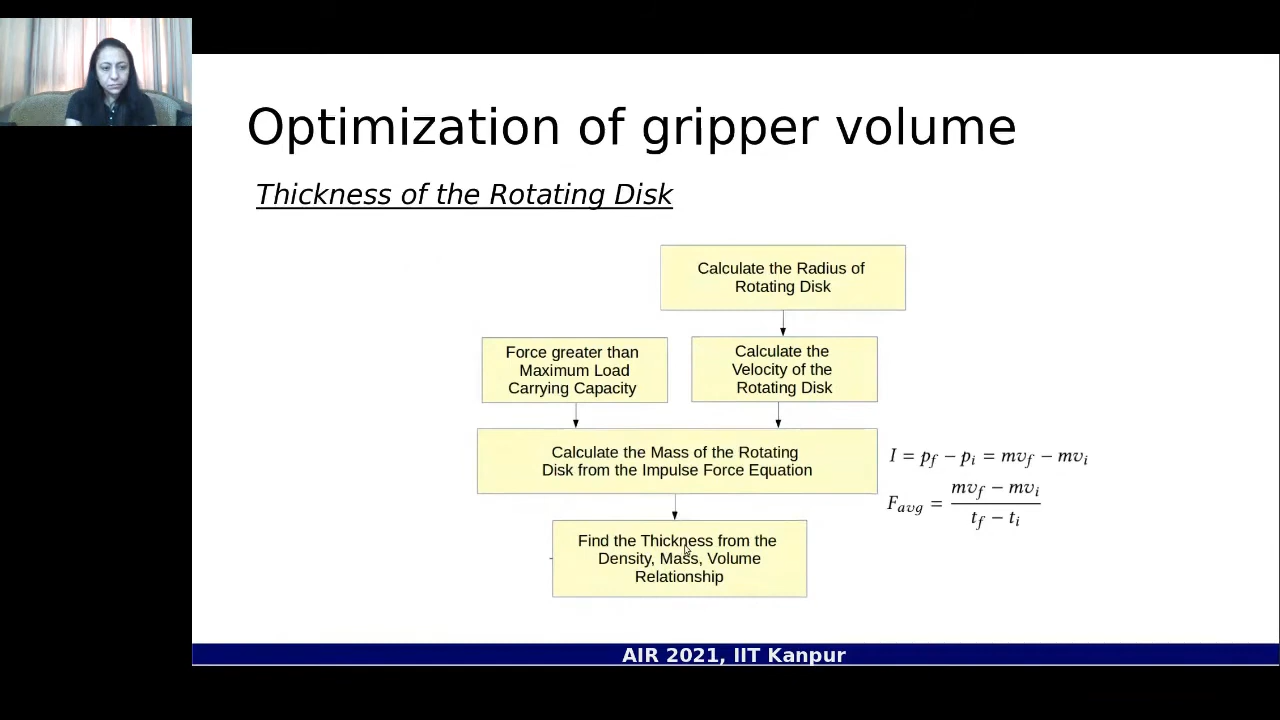 Optimization of gripper volume
Thickness of the Rotating Disk
Calculate the Radius of
Rotating Disk
Force greater than
Maximum Load
Carrying Capacity
Calculate the
Velocity of the
Rotating Disk
Calculate the Mass of the Rotating
Disk from the Impulse Force Equation
I = p_f − p_i = mv_f − mv_i
F_avg = (mv_f − mv_i) / (t_f − t_i)
Find the Thickness from the
Density, Mass, Volume
Relationship
AIR 2021, IIT Kanpur